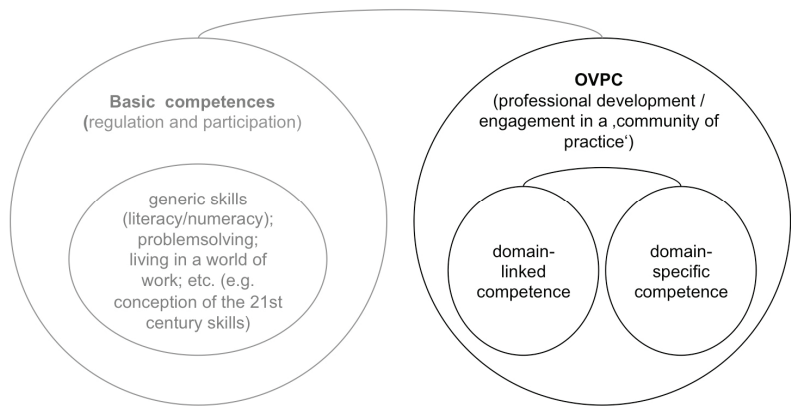 Basic competences
(regulation and participation)
generic skills
(literacy/numeracy);
problemsolving;
living in a world of
work; etc. (e.g.
conception of the 21st
century skills)
OVPC
(professional development /
engagement in a ‚community of
practice‘)
domain-
linked
competence
domain-
specific
competence